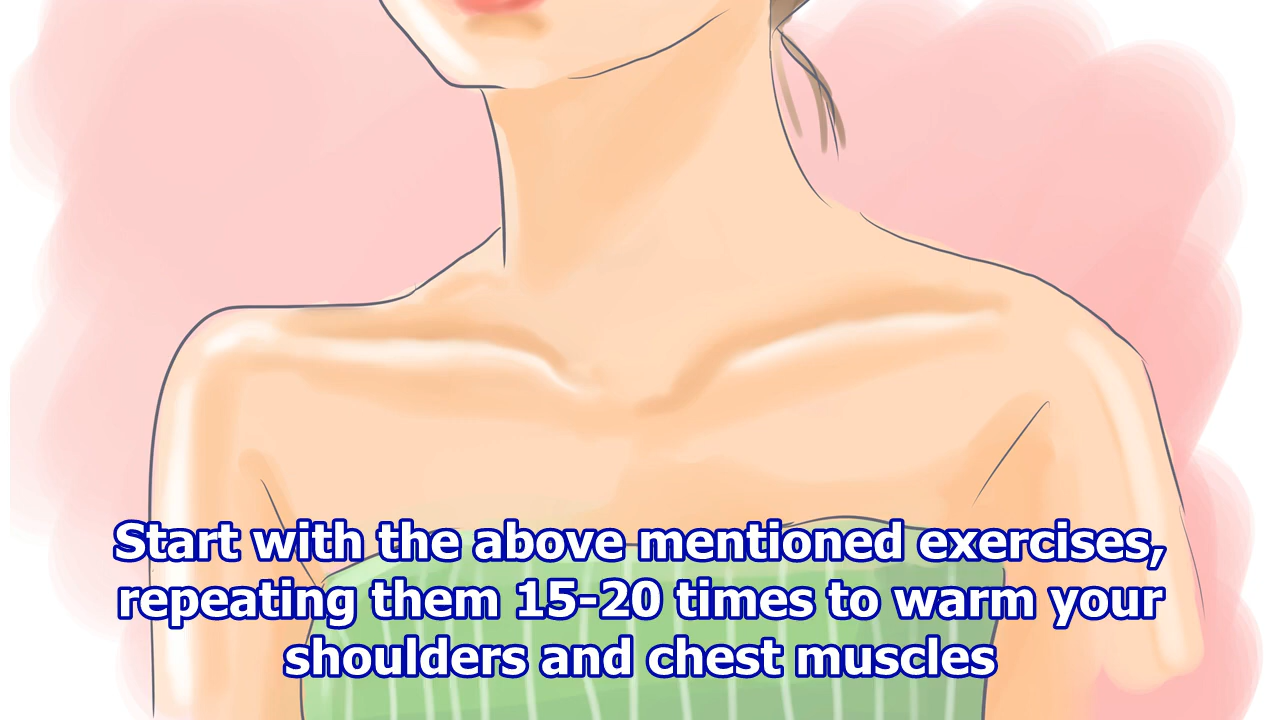 Start with the above mentioned exercises,
repeating them 15-20 times to warm your
shoulders and chest muscles